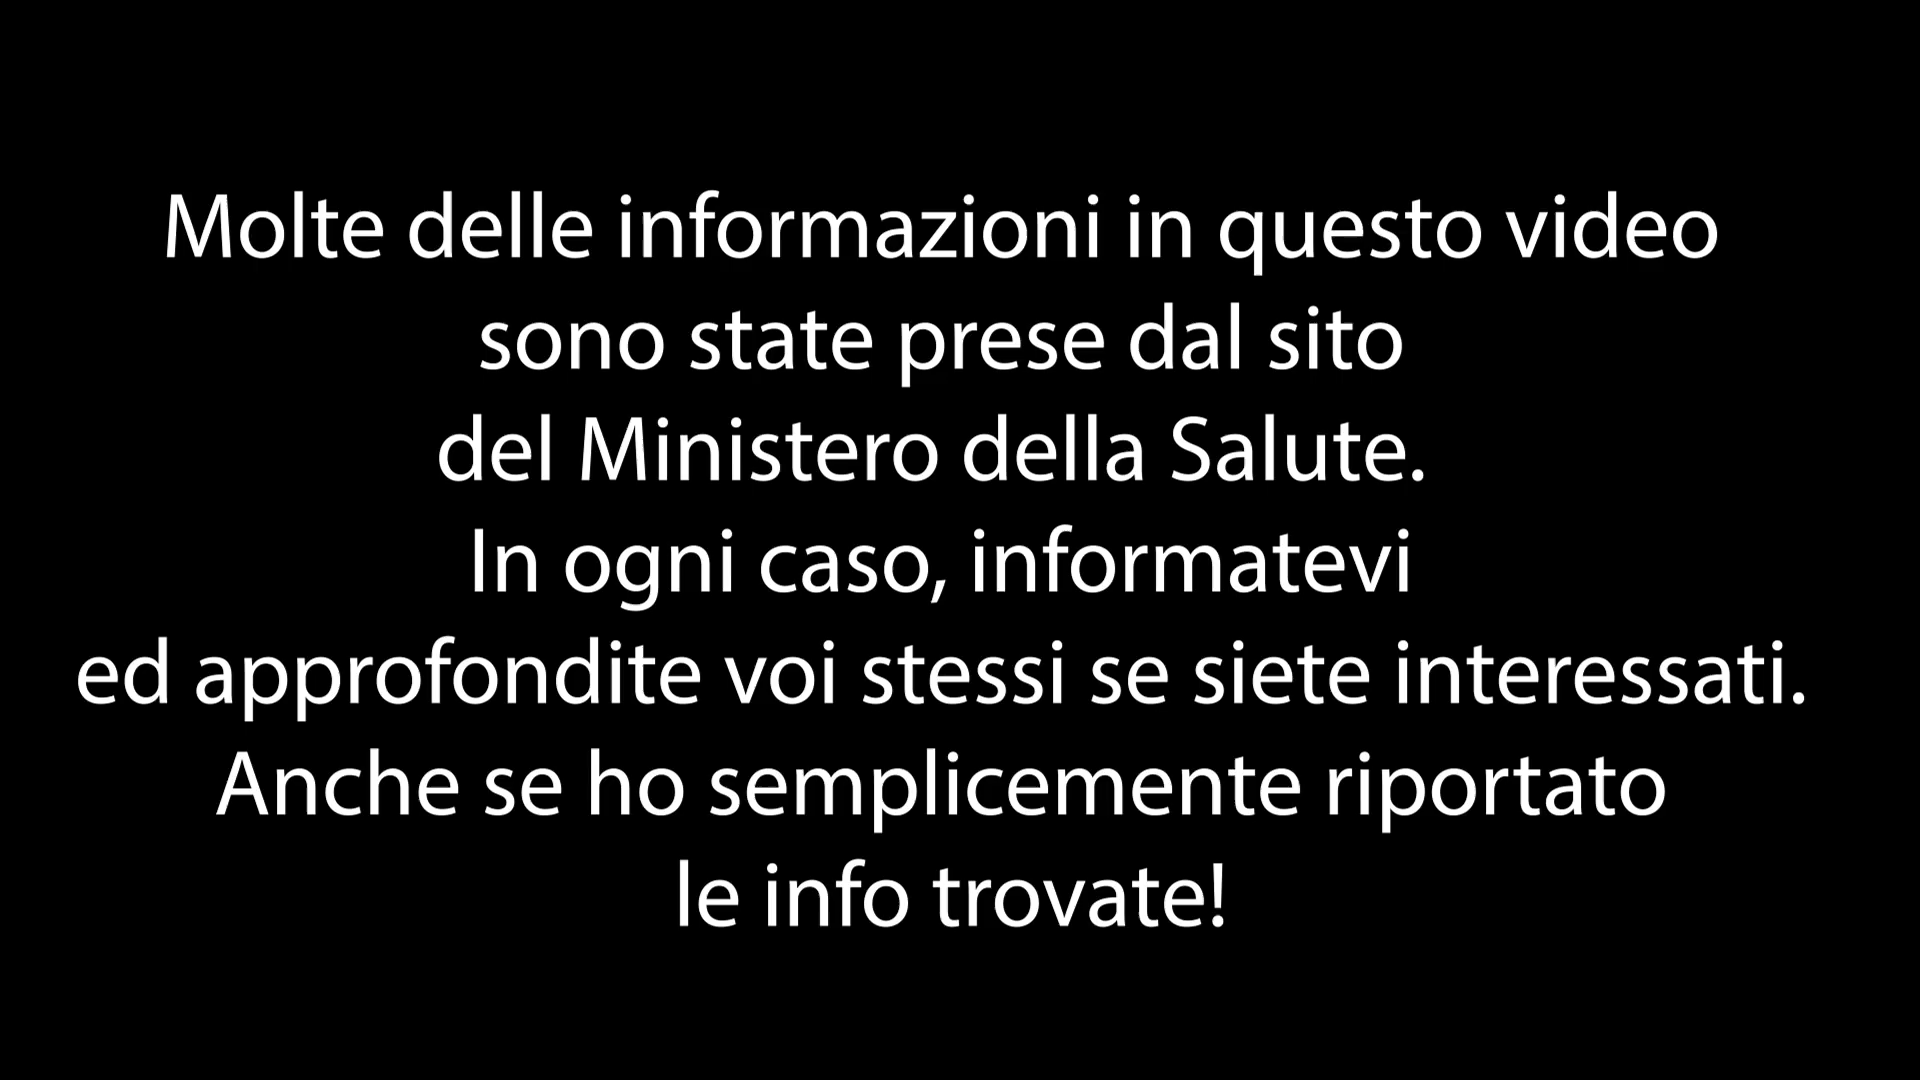 Molte delle informazioni in questo video
sono state prese dal sito
del Ministero della Salute.
In ogni caso, informatevi
ed approfondite voi stessi se siete interessati.
Anche se ho semplicemente riportato
le info trovate!